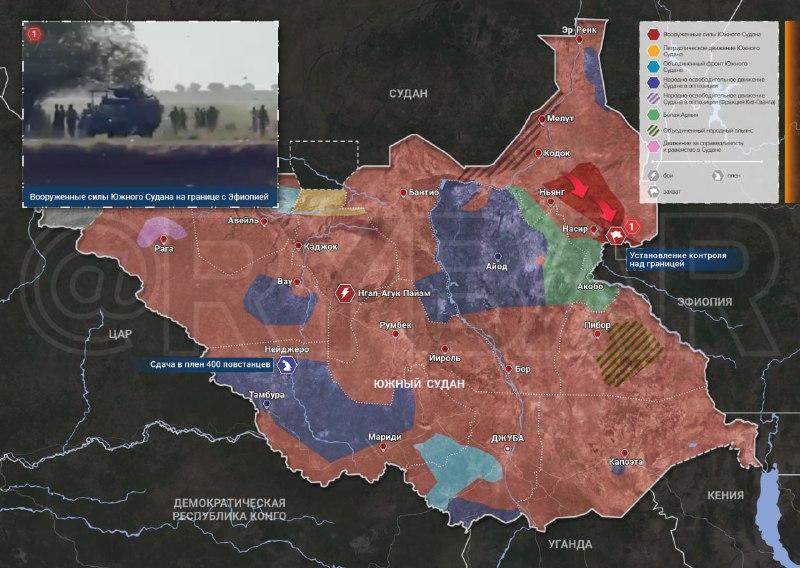 1
Вооруженные силы Южного Судана на границе с Эфиопией
Вооруженные силы Южного Судана
Патриотическое движение Южного
Судана
Объединенный фронт Южного
Судана
Народно-освободительное движение
Судана в оппозиции
Народно-освободительное движение
Судана в оппозиции (Фракция Кит-Гванга)
Белая Армия
Объединенный народный альянс
Движение за справедливость
и равенство в Судане
бои
плен
захват
СУДАН
Эр-Ренк
Мелут
Кодок
Бантиу
Ньянг
Насир
1
Установление контроля
над границей
Авейль
Рага
Каджок
Айод
Акобо
ЭФИОПИЯ
Вау
Нгап-Агук Пайам
ЦАР
Румбек
Пибор
Нейджеро
Йироль
Сдача в плен 400 повстанцев
Бор
ЮЖНЫЙ СУДАН
Тамбура
Мариди
ДЖУБА
Капоэта
КЕНИЯ
ДЕМОКРАТИЧЕСКАЯ
РЕСПУБЛИКА КОНГО
УГАНДА